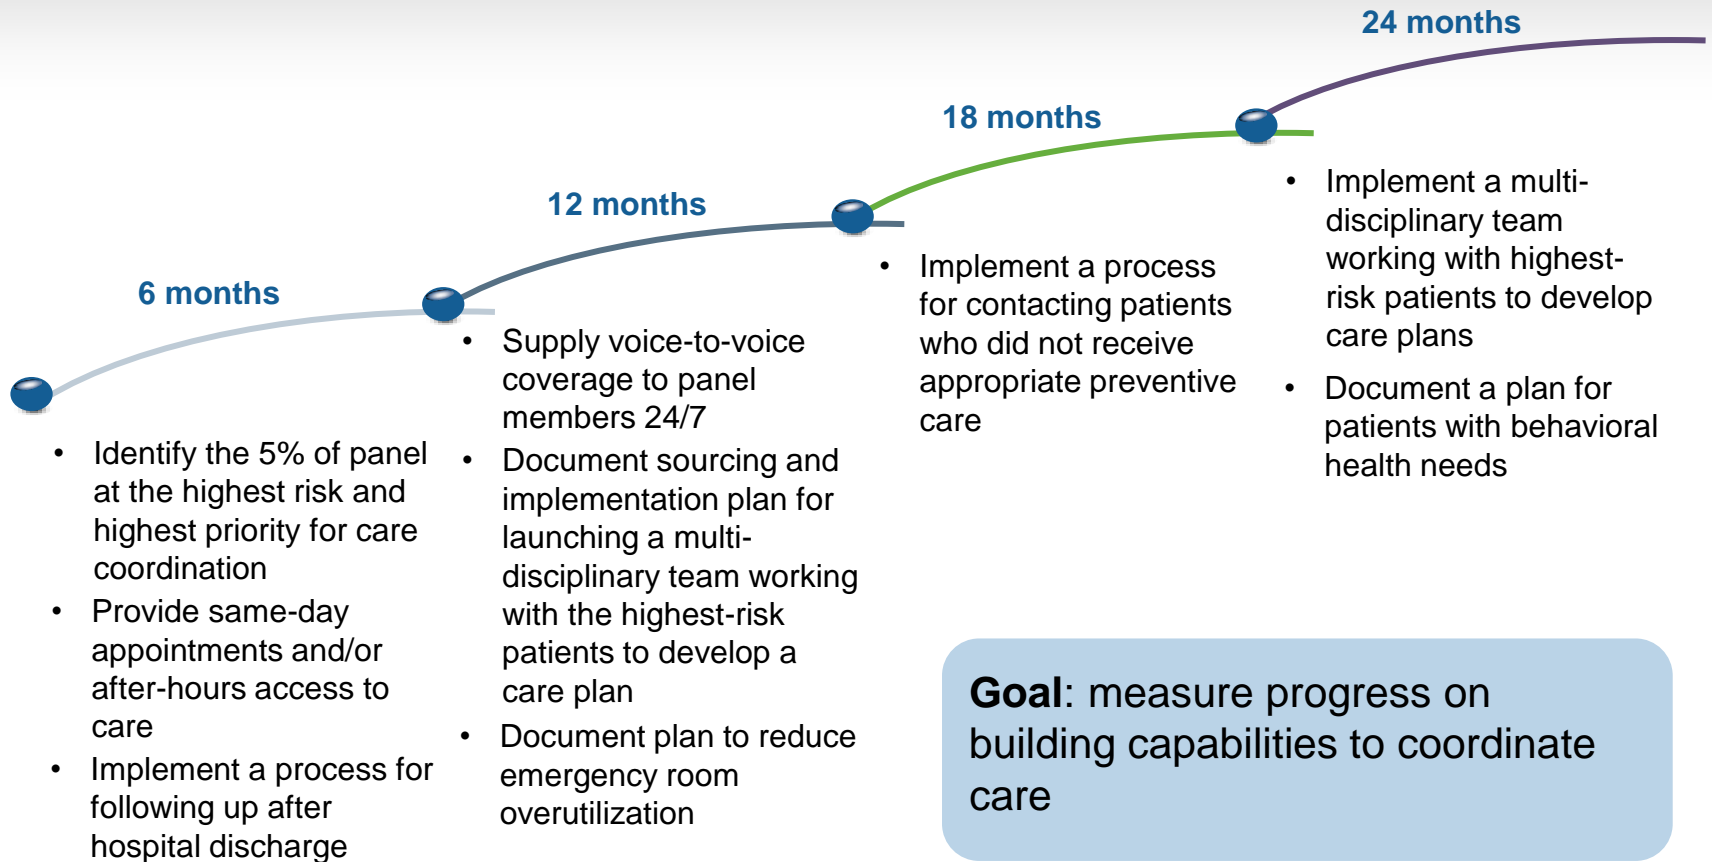 6 months
• Identify the 5% of panel
at the highest risk and
highest priority for care
coordination
• Provide same-day
appointments and/or
after-hours access to
care
• Implement a process for
following up after
hospital discharge
12 months
• Supply voice-to-voice
coverage to panel
members 24/7
• Document sourcing and
implementation plan for
launching a multi-
disciplinary team working
with the highest-risk
patients to develop a
care plan
• Document plan to reduce
emergency room
overutilization
18 months
• Implement a process
for contacting patients
who did not receive
appropriate preventive
care
24 months
• Implement a multi-
disciplinary team
working with highest-
risk patients to develop
care plans
• Document a plan for
patients with behavioral
health needs
Goal: measure progress on
building capabilities to coordinate
care